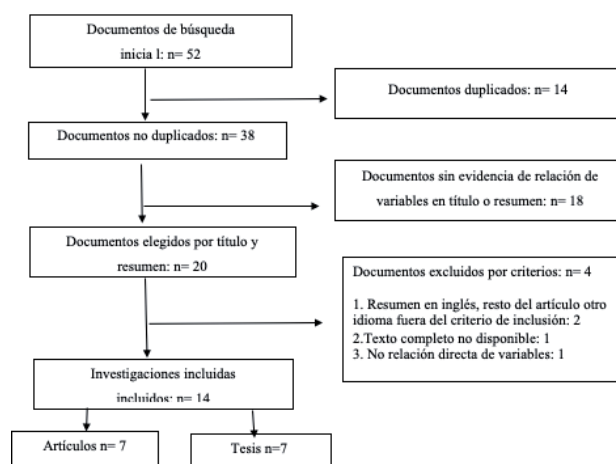 Documentos de búsqueda
inicia l: n= 52
Documentos duplicados: n= 14
Documentos no duplicados: n= 38
Documentos sin evidencia de relación de
variables en título o resumen: n= 18
Documentos elegidos por título y
resumen: n= 20
Documentos excluidos por criterios: n= 4
1. Resumen en inglés, resto del artículo otro
idioma fuera del criterio de inclusión: 2
2.Texto completo no disponible: 1
3. No relación directa de variables: 1
Investigaciones incluidas
incluidos: n= 14
Artículos n= 7
Tesis n=7